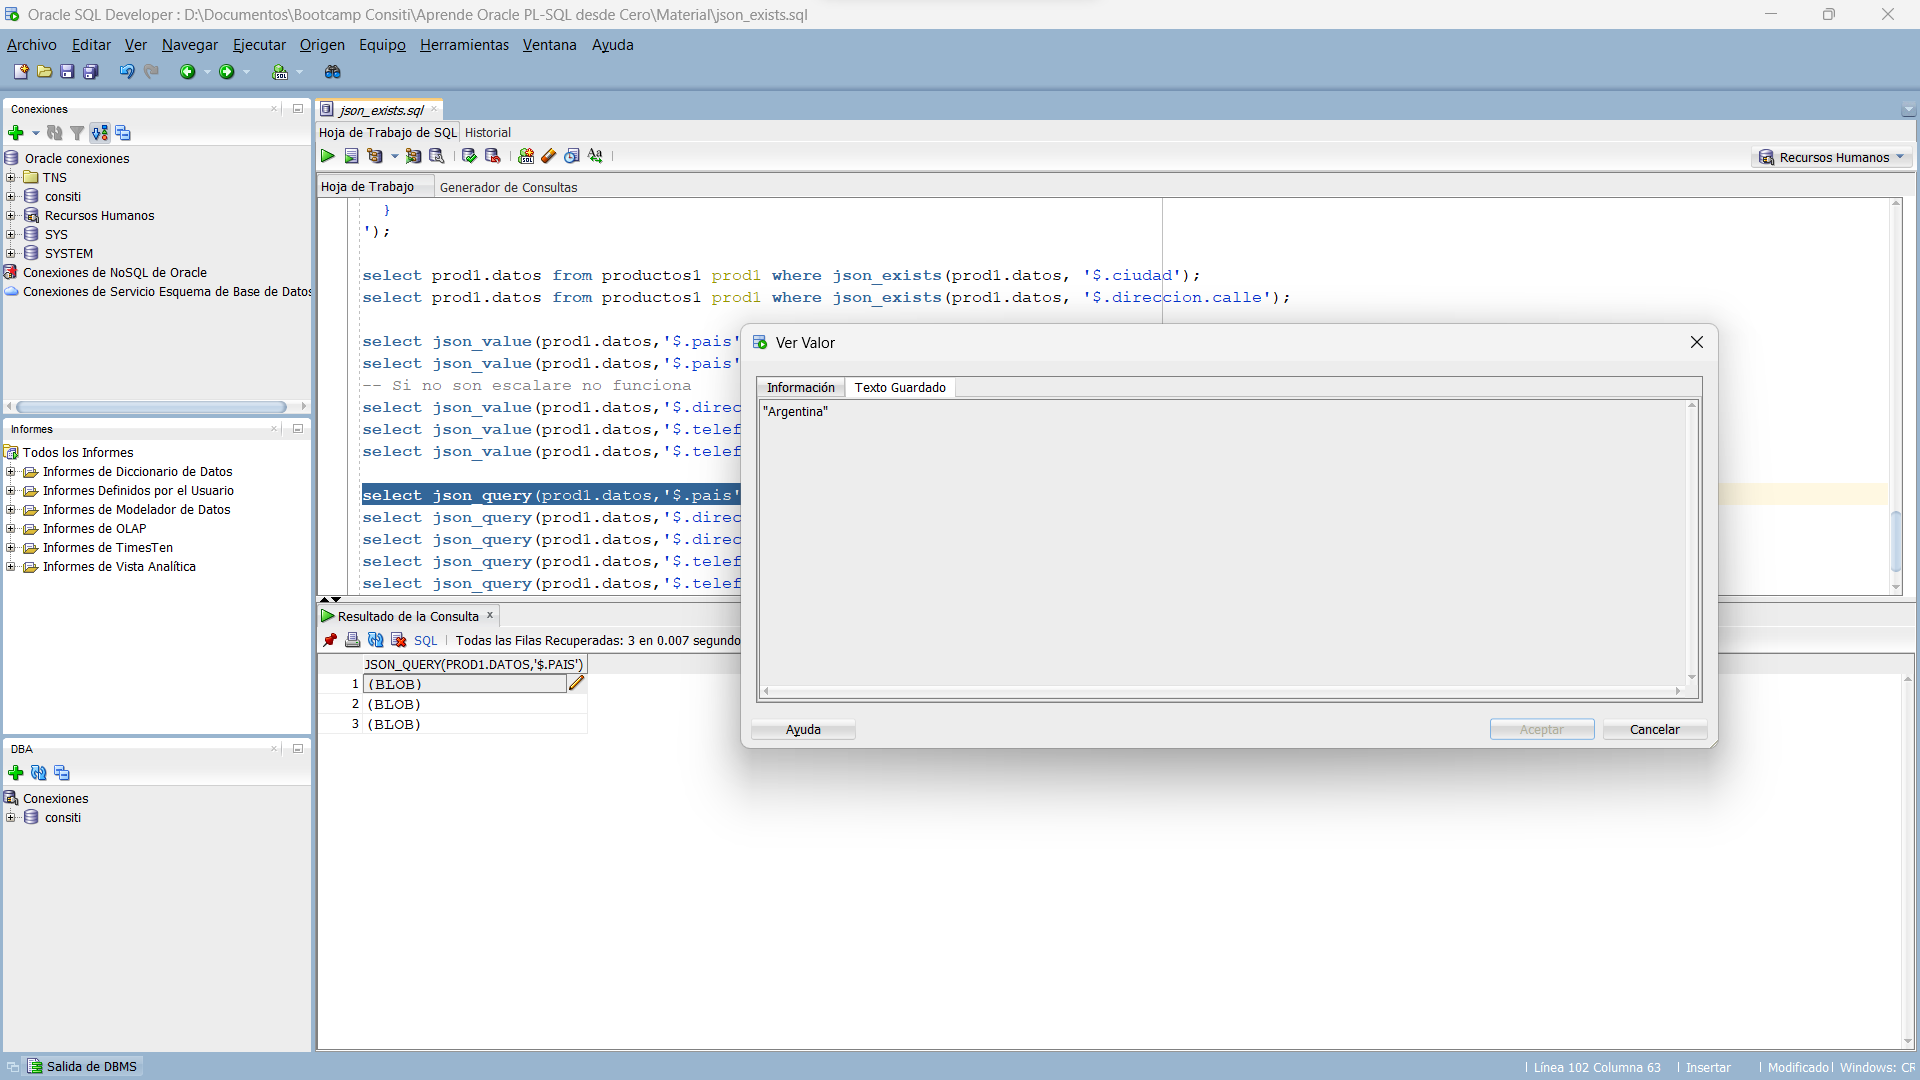 Oracle SQL Developer : D:\Documentos\Bootcamp Consiti\Aprende Oracle PL-SQL desde Cero\Material\json_exists.sql
Archivo Editar Ver Navegar Ejecutar Origen Equipo Herramientas Ventana Ayuda
Conexiones
Oracle conexiones
TNS
consiti
Recursos Humanos
SYS
SYSTEM
Conexiones de NoSQL de Oracle
Conexiones de Servicio Esquema de Base de Datos
Informes
Todos los Informes
Informes de Diccionario de Datos
Informes Definidos por el Usuario
Informes de Modelador de Datos
Informes de OLAP
Informes de TimesTen
Informes de Vista Analítica
DBA
Conexiones
consiti
json_exists.sql
Hoja de Trabajo de SQL Historial
Recursos Humanos
Hoja de Trabajo Generador de Consultas
}
');
select prod1.datos from productos1 prod1 where json_exists(prod1.datos, '$.ciudad');
select prod1.datos from productos1 prod1 where json_exists(prod1.datos, '$.direccion.calle');
select json_value(prod1.datos,'$.pais'
select json_value(prod1.datos,'$.pais'
-- Si no son escalare no funciona
select json_value(prod1.datos,'$.direc
select json_value(prod1.datos,'$.telef
select json_value(prod1.datos,'$.telef
select json_query(prod1.datos,'$.pais'
select json_query(prod1.datos,'$.direc
select json_query(prod1.datos,'$.direc
select json_query(prod1.datos,'$.telef
select json_query(prod1.datos,'$.telef
Ver Valor
Información Texto Guardado
"Argentina"
Ayuda Aceptar Cancelar
Resultado de la Consulta
SQL Todas las Filas Recuperadas: 3 en 0.007 segundo
JSON_QUERY(PROD1.DATOS,'$.PAIS')
1 (BLOB)
2 (BLOB)
3 (BLOB)
Salida de DBMS
Línea 102 Columna 63 Insertar Modificado Windows: CR